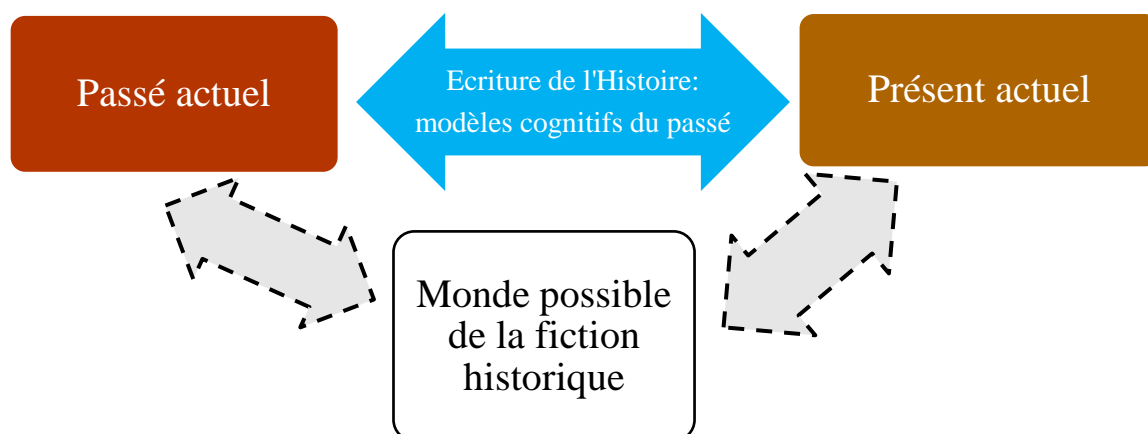 Passé actuel
Ecriture de l'Histoire:
modèles cognitifs du passé
Présent actuel
Monde possible
de la fiction
historique